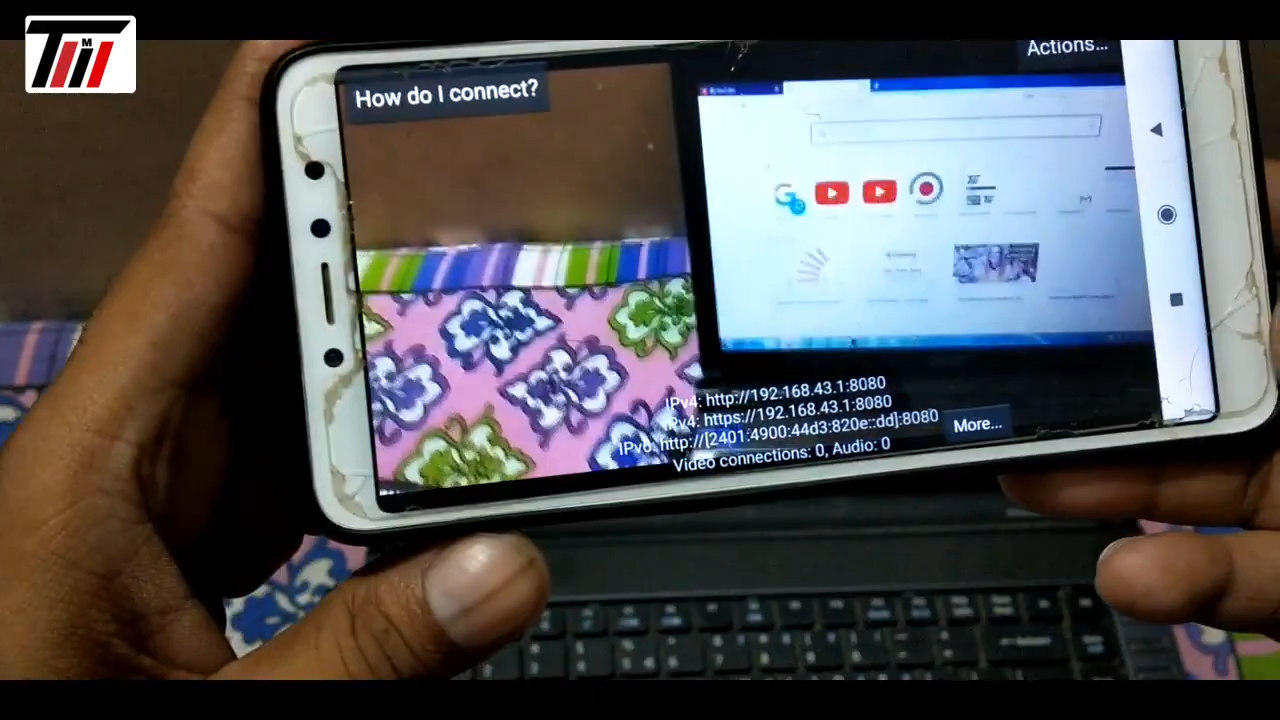 TMT
How do I connect?
Actions...
IPv4: http://192.168.43.1:8080
IPv4: https://192.168.43.1:8080
IPv6: http://[2401:4900:44d3:820e::dd]:8080
More...
Video connections: 0, Audio: 0